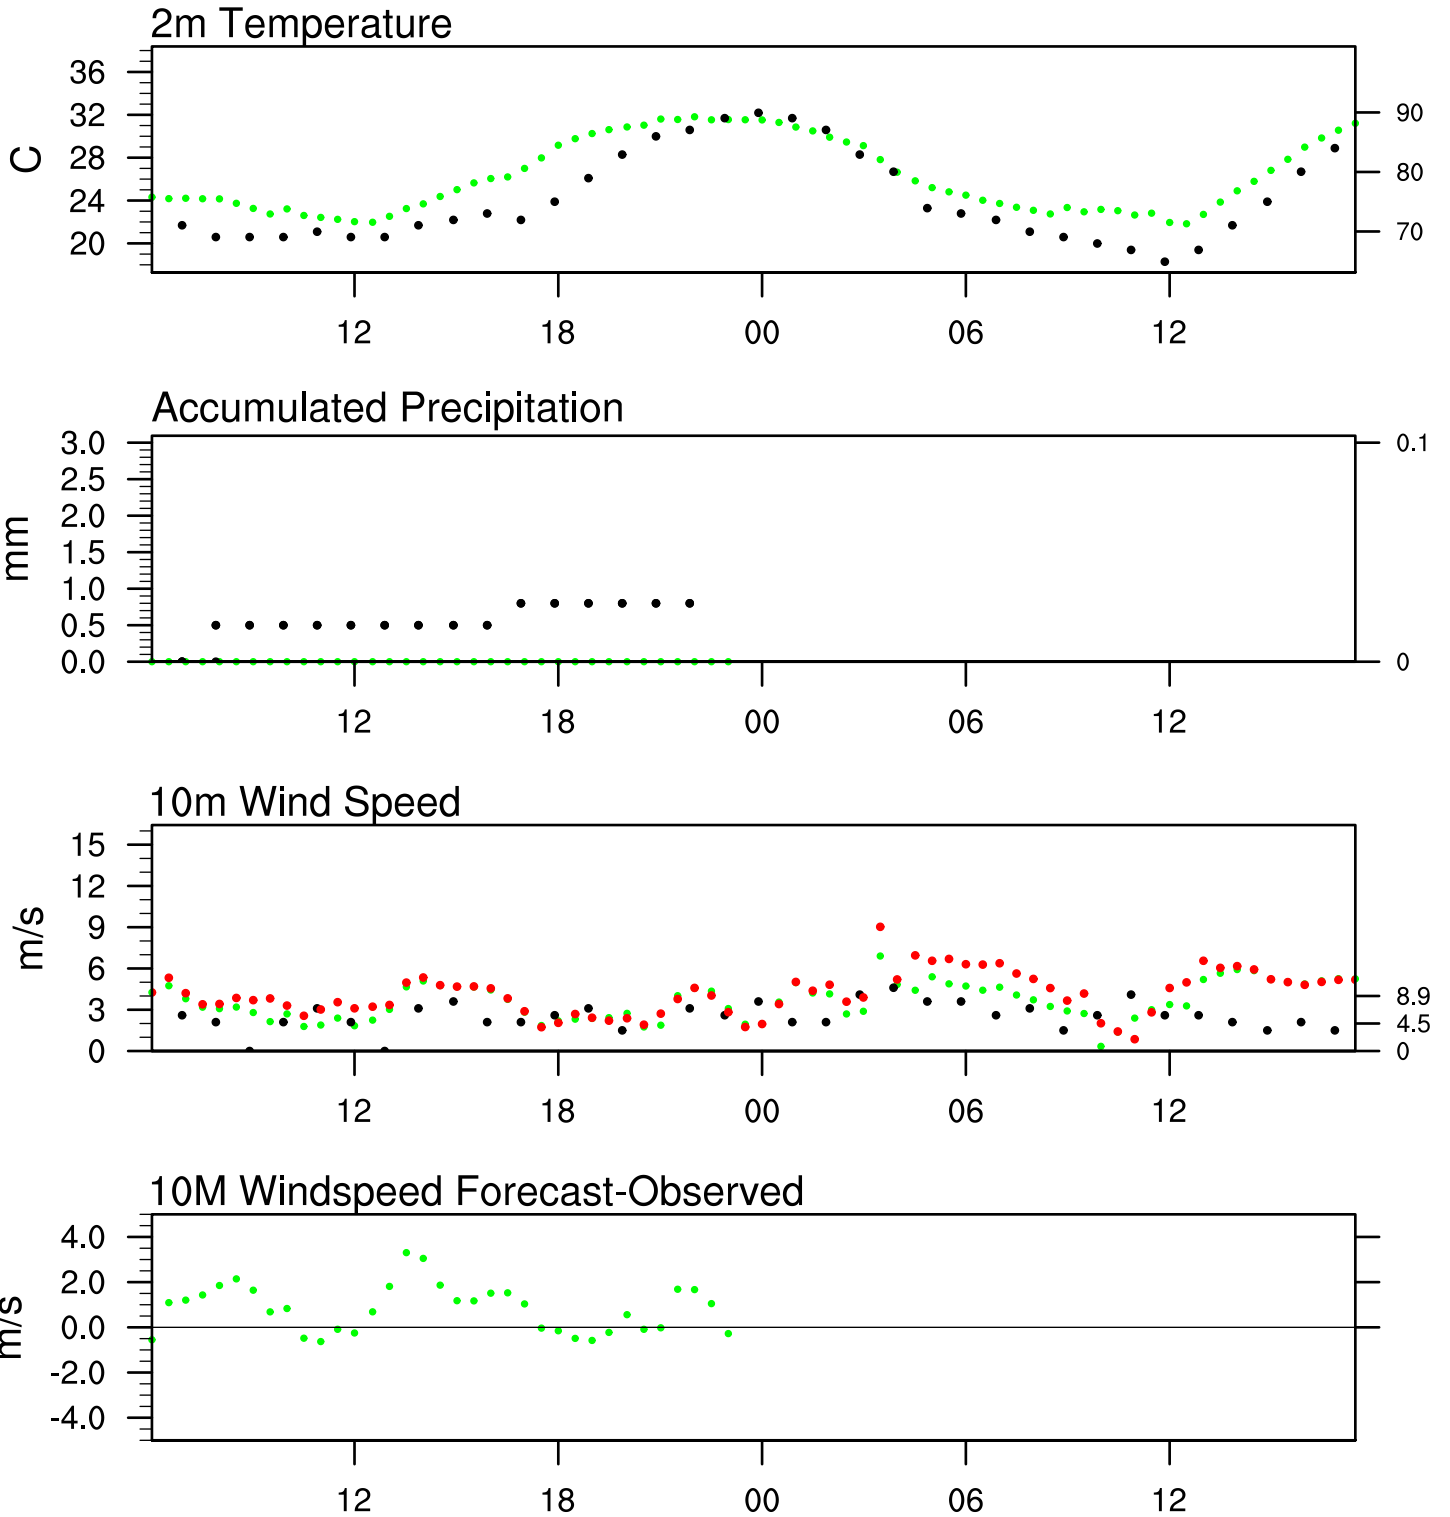 2m Temperature
C
36
32
28
24
20
90
80
70
12 18 00 06 12
Accumulated Precipitation
mm
3.0
2.5
2.0
1.5
1.0
0.5
0.0
0.1
0
12 18 00 06 12
10m Wind Speed
m/s
15
12
9
6
3
0
8.9
4.5
0
12 18 00 06 12
10M Windspeed Forecast-Observed
m/s
4.0
2.0
0.0
-2.0
-4.0
12 18 00 06 12